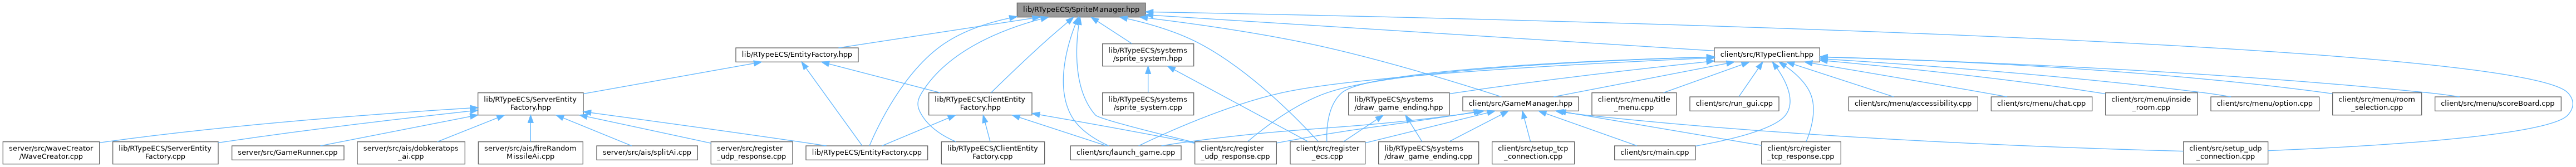 lib/RTypeECS/SpriteManager.hpp
lib/RTypeECS/EntityFactory.hpp
lib/RTypeECS/systems
/sprite_system.hpp
client/src/RTypeClient.hpp
lib/RTypeECS/ServerEntity
Factory.hpp
lib/RTypeECS/ClientEntity
Factory.hpp
lib/RTypeECS/systems
/sprite_system.cpp
lib/RTypeECS/systems
/draw_game_ending.hpp
client/src/GameManager.hpp
client/src/menu/title
_menu.cpp
client/src/run_gui.cpp
client/src/menu/accessibility.cpp
client/src/menu/chat.cpp
client/src/menu/inside
_room.cpp
client/src/menu/option.cpp
client/src/menu/room
_selection.cpp
client/src/menu/scoreBoard.cpp
server/src/waveCreator
/WaveCreator.cpp
lib/RTypeECS/ServerEntity
Factory.cpp
server/src/GameRunner.cpp
server/src/ais/dobkeratops
_ai.cpp
server/src/ais/fireRandom
MissileAi.cpp
server/src/ais/splitAi.cpp
server/src/register
_udp_response.cpp
lib/RTypeECS/EntityFactory.cpp
lib/RTypeECS/ClientEntity
Factory.cpp
client/src/launch_game.cpp
client/src/register
_udp_response.cpp
client/src/register
_ecs.cpp
lib/RTypeECS/systems
/draw_game_ending.cpp
client/src/setup_tcp
_connection.cpp
client/src/main.cpp
client/src/register
_tcp_response.cpp
client/src/setup_udp
_connection.cpp